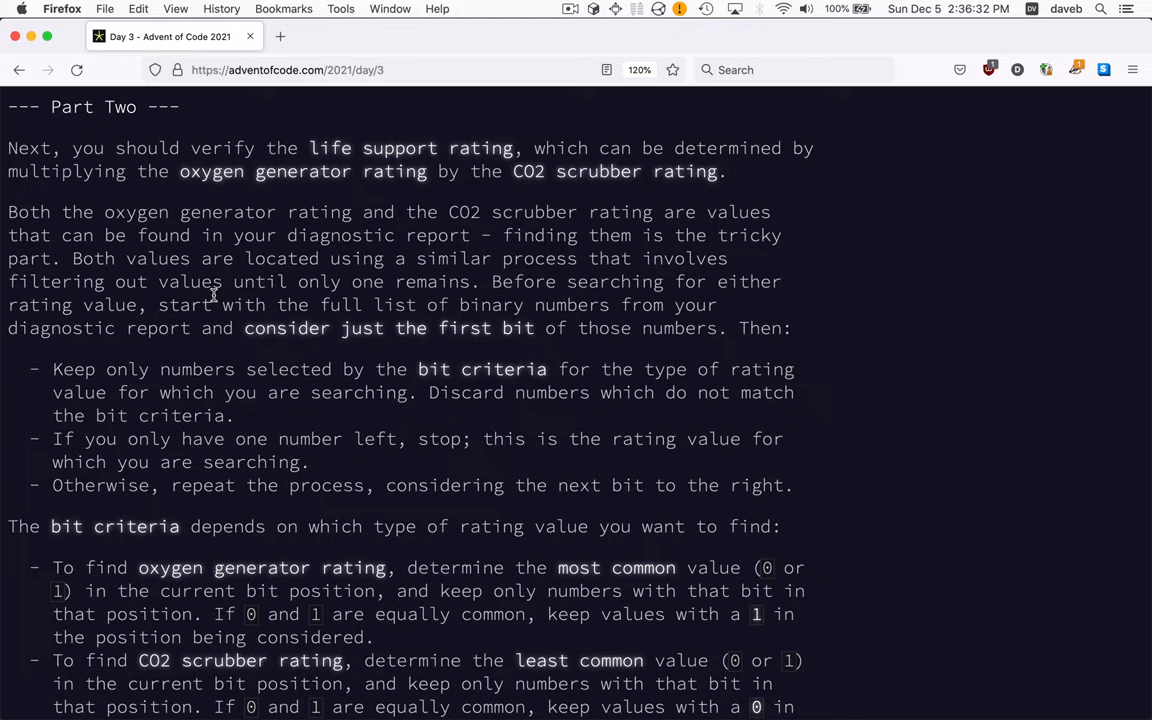 Firefox File Edit View History Bookmarks Tools Window Help 100% Sun Dec 5 2:36:32 PM DV daveb
Day 3 - Advent of Code 2021
https://adventofcode.com/2021/day/3 120% Search
--- Part Two ---
Next, you should verify the life support rating, which can be determined by
multiplying the oxygen generator rating by the CO2 scrubber rating.
Both the oxygen generator rating and the CO2 scrubber rating are values
that can be found in your diagnostic report - finding them is the tricky
part. Both values are located using a similar process that involves
filtering out values until only one remains. Before searching for either
rating value, start with the full list of binary numbers from your
diagnostic report and consider just the first bit of those numbers. Then:
- Keep only numbers selected by the bit criteria for the type of rating
value for which you are searching. Discard numbers which do not match
the bit criteria.
- If you only have one number left, stop; this is the rating value for
which you are searching.
- Otherwise, repeat the process, considering the next bit to the right.
The bit criteria depends on which type of rating value you want to find:
- To find oxygen generator rating, determine the most common value (0 or
1) in the current bit position, and keep only numbers with that bit in
that position. If 0 and 1 are equally common, keep values with a 1 in
the position being considered.
- To find CO2 scrubber rating, determine the least common value (0 or 1)
in the current bit position, and keep only numbers with that bit in
that position. If 0 and 1 are equally common, keep values with a 0 in